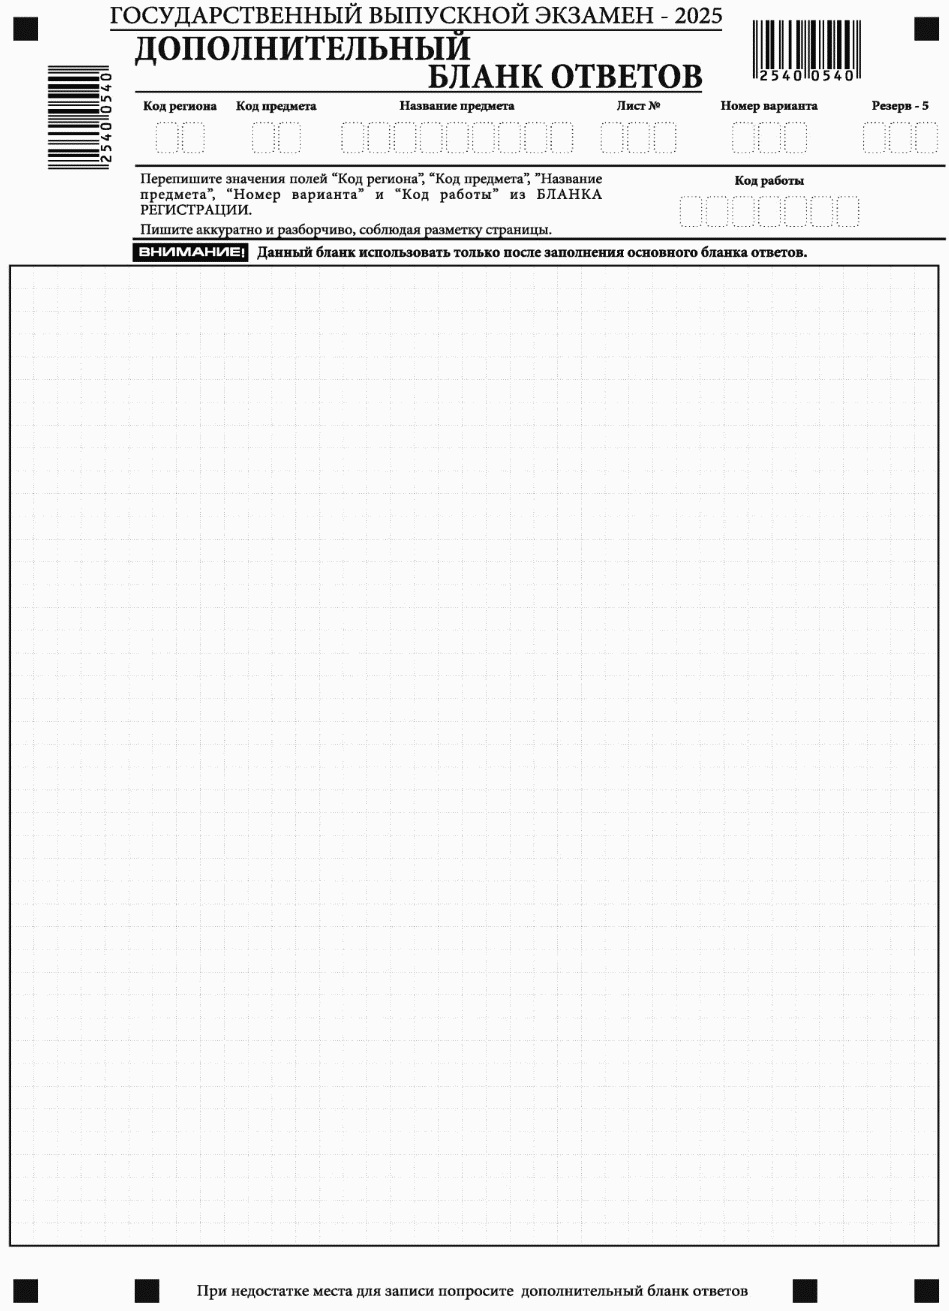 ГОСУДАРСТВЕННЫЙ ВЫПУСКНОЙ ЭКЗАМЕН - 2025
ДОПОЛНИТЕЛЬНЫЙ
БЛАНК ОТВЕТОВ
2540 0540
2540 0540
Код региона Код предмета Название предмета Лист № Номер варианта Резерв - 5
Перепишите значения полей “Код региона”, “Код предмета”, ”Название
предмета”, “Номер варианта” и “Код работы” из БЛАНКА
РЕГИСТРАЦИИ.
Пишите аккуратно и разборчиво, соблюдая разметку страницы.
Код работы
ВНИМАНИЕ! Данный бланк использовать только после заполнения основного бланка ответов.
При недостатке места для записи попросите дополнительный бланк ответов